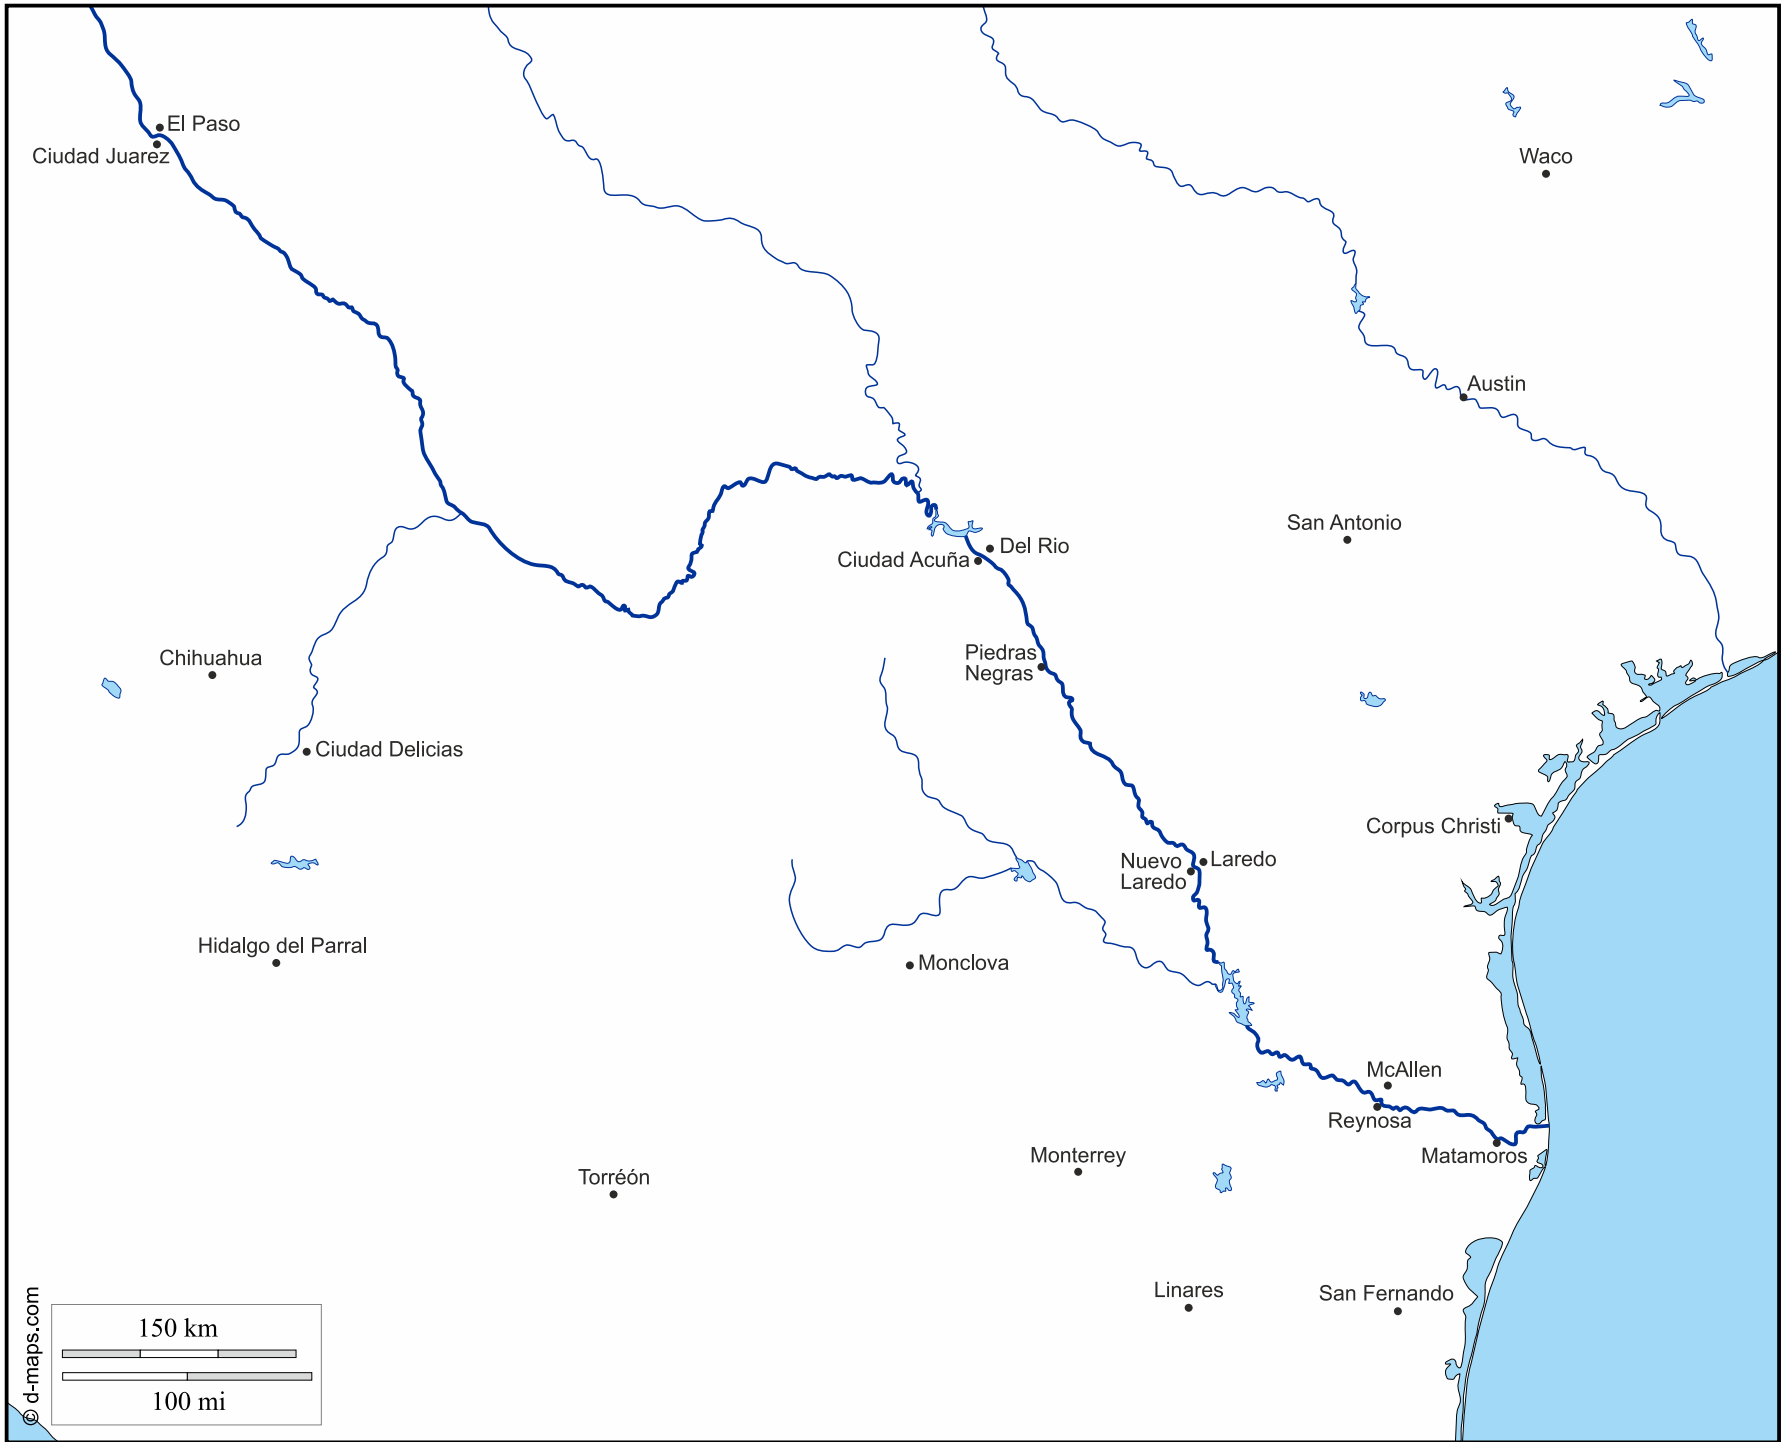 El Paso
Ciudad Juarez
Waco
Austin
San Antonio
Del Rio
Ciudad Acuña
Piedras
Negras
Chihuahua
Ciudad Delicias
Corpus Christi
Nuevo
Laredo
Laredo
Hidalgo del Parral
Monclova
McAllen
Reynosa
Matamoros
Monterrey
Torréón
Linares
San Fernando
150 km
100 mi
© d-maps.com